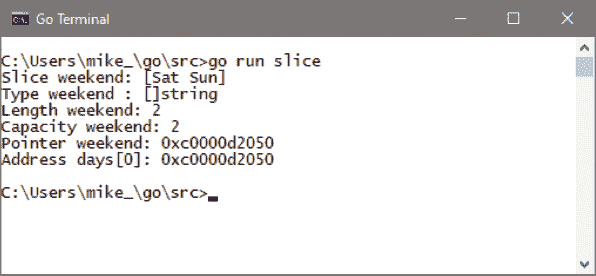 Go Terminal
C:\Users\mike_\go\src>go run slice
Slice weekend: [Sat Sun]
Type weekend : []string
Length weekend: 2
Capacity weekend: 2
Pointer weekend: 0xc0000d2050
Address days[0]: 0xc0000d2050
C:\Users\mike_\go\src>